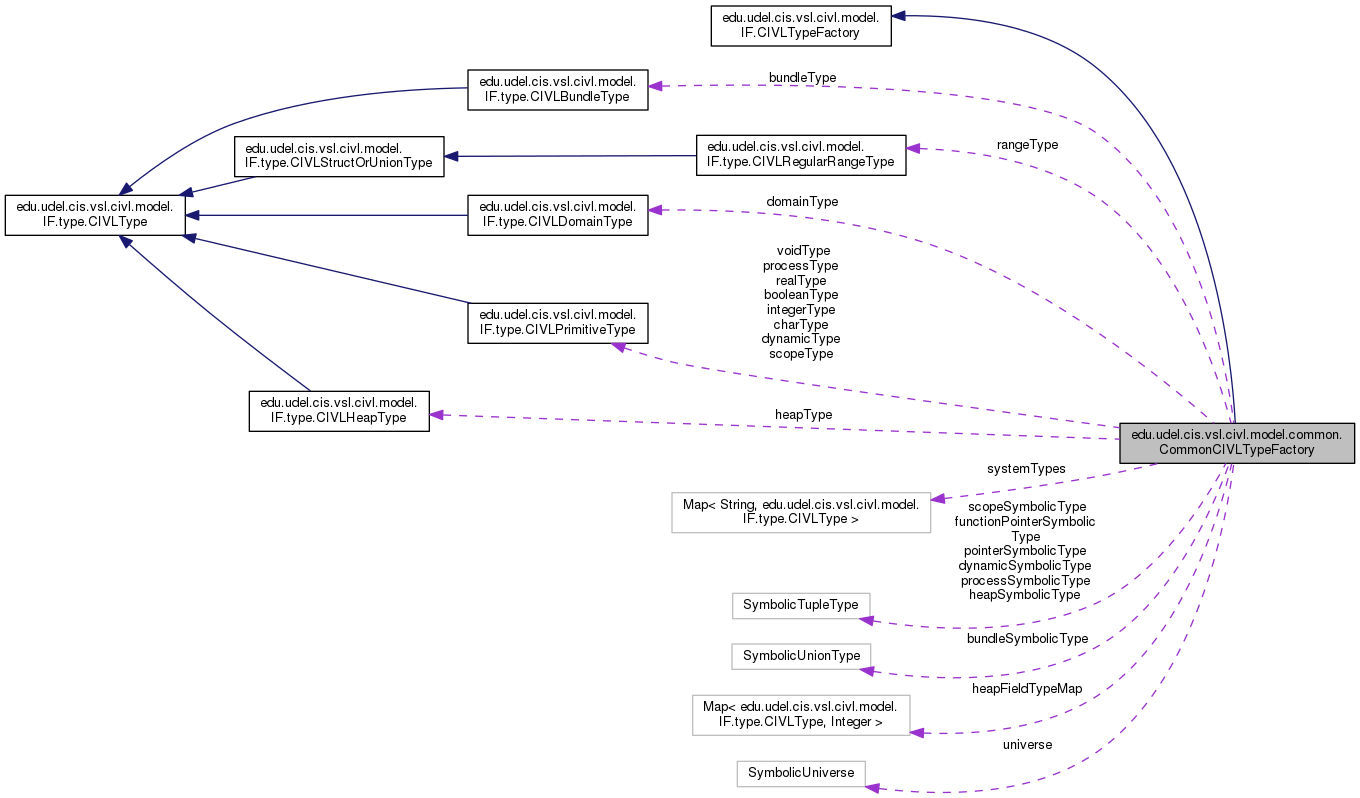 edu.udel.cis.vsl.civl.model.
IF.CIVLTypeFactory
bundleType
edu.udel.cis.vsl.civl.model.
IF.type.CIVLBundleType
edu.udel.cis.vsl.civl.model.
IF.type.CIVLStructOrUnionType
edu.udel.cis.vsl.civl.model.
IF.type.CIVLRegularRangeType
rangeType
edu.udel.cis.vsl.civl.model.
IF.type.CIVLType
edu.udel.cis.vsl.civl.model.
IF.type.CIVLDomainType
domainType
voidType
processType
realType
booleanType
integerType
charType
dynamicType
scopeType
edu.udel.cis.vsl.civl.model.
IF.type.CIVLPrimitiveType
edu.udel.cis.vsl.civl.model.
IF.type.CIVLHeapType
heapType
edu.udel.cis.vsl.civl.model.common.
CommonCIVLTypeFactory
systemTypes
Map< String, edu.udel.cis.vsl.civl.model.
IF.type.CIVLType >
scopeSymbolicType
functionPointerSymbolic
Type
pointerSymbolicType
dynamicSymbolicType
processSymbolicType
heapSymbolicType
SymbolicTupleType
bundleSymbolicType
SymbolicUnionType
heapFieldTypeMap
Map< edu.udel.cis.vsl.civl.model.
IF.type.CIVLType, Integer >
universe
SymbolicUniverse